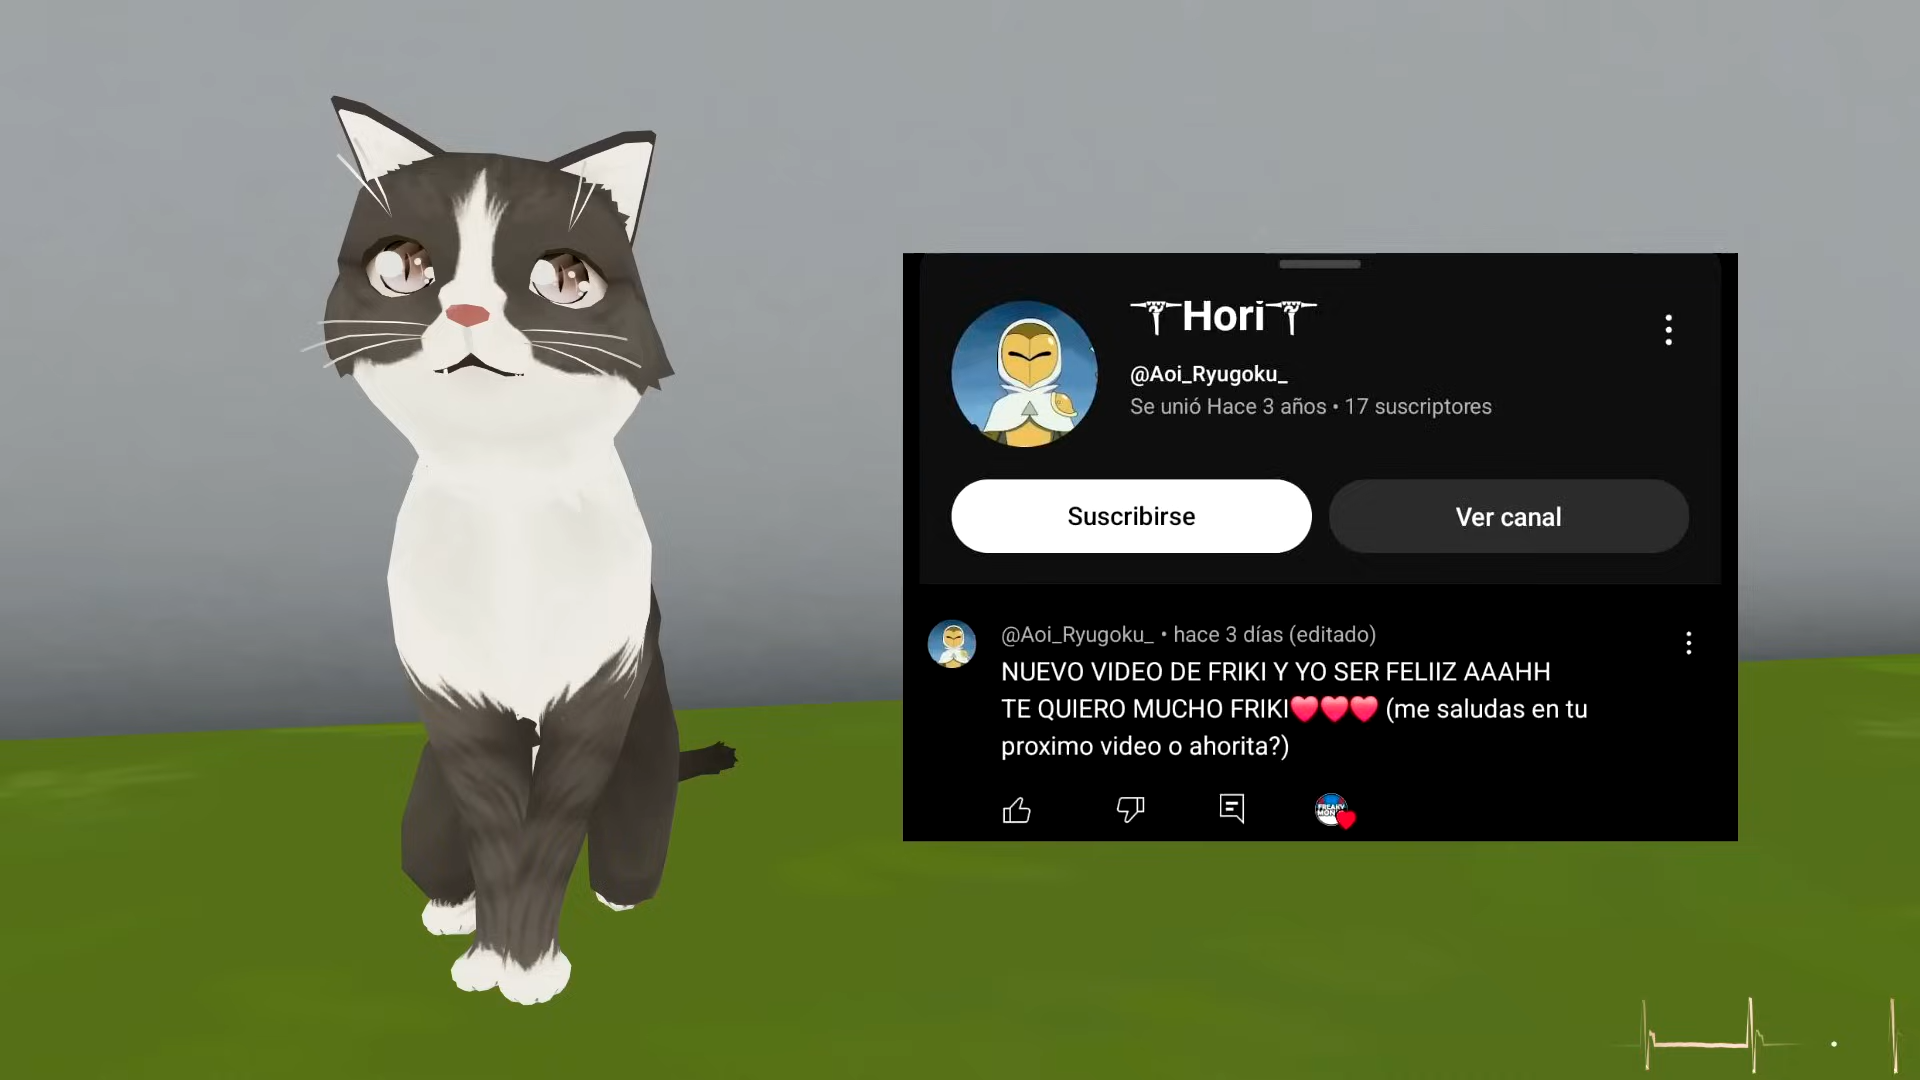 Hori
@Aoi_Ryugoku_
Se unió Hace 3 años • 17 suscriptores
Suscribirse
Ver canal
@Aoi_Ryugoku_ • hace 3 días (editado)
NUEVO VIDEO DE FRIKI Y YO SER FELIIZ AAAHH
TE QUIERO MUCHO FRIKI❤️❤️❤️ (me saludas en tu
proximo video o ahorita?)